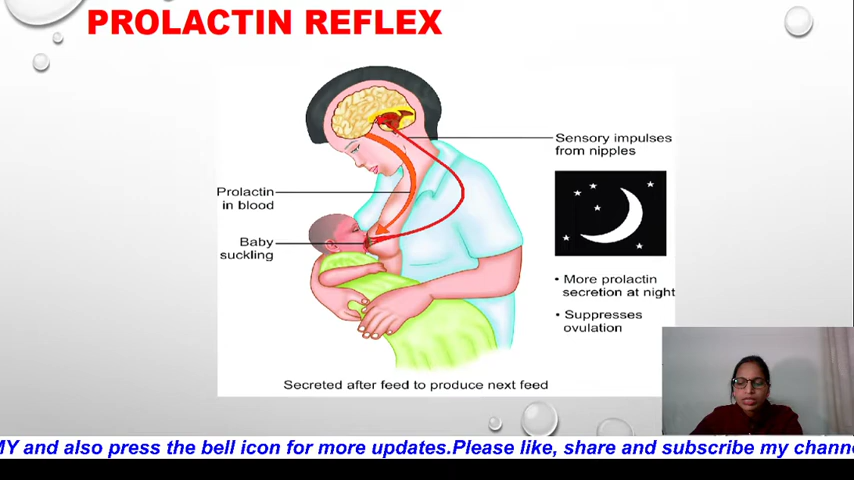 PROLACTIN REFLEX
Sensory impulses
from nipples
Prolactin
in blood
Baby
suckling
• More prolactin
secretion at night
• Suppresses
ovulation
Secreted after feed to produce next feed
MY and also press the bell icon for more updates.Please like, share and subscribe my chann